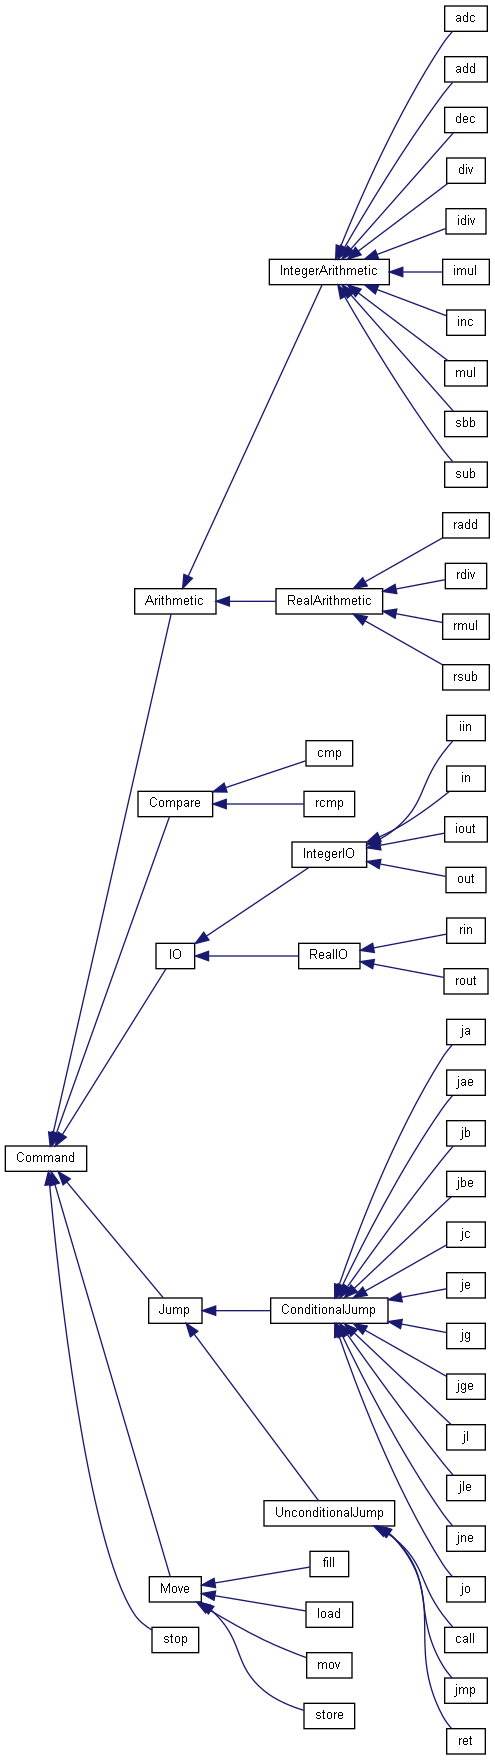 adc
add
dec
div
idiv
IntegerArithmetic
imul
inc
mul
sbb
sub
radd
rdiv
Arithmetic
RealArithmetic
rmul
rsub
iin
cmp
in
Compare
rcmp
iout
IntegerIO
out
rin
IO
RealIO
rout
ja
jae
jb
Command
jbe
jc
je
Jump
ConditionalJump
jg
jge
jl
jle
UnconditionalJump
jne
fill
Move
jo
load
stop
call
mov
jmp
store
ret